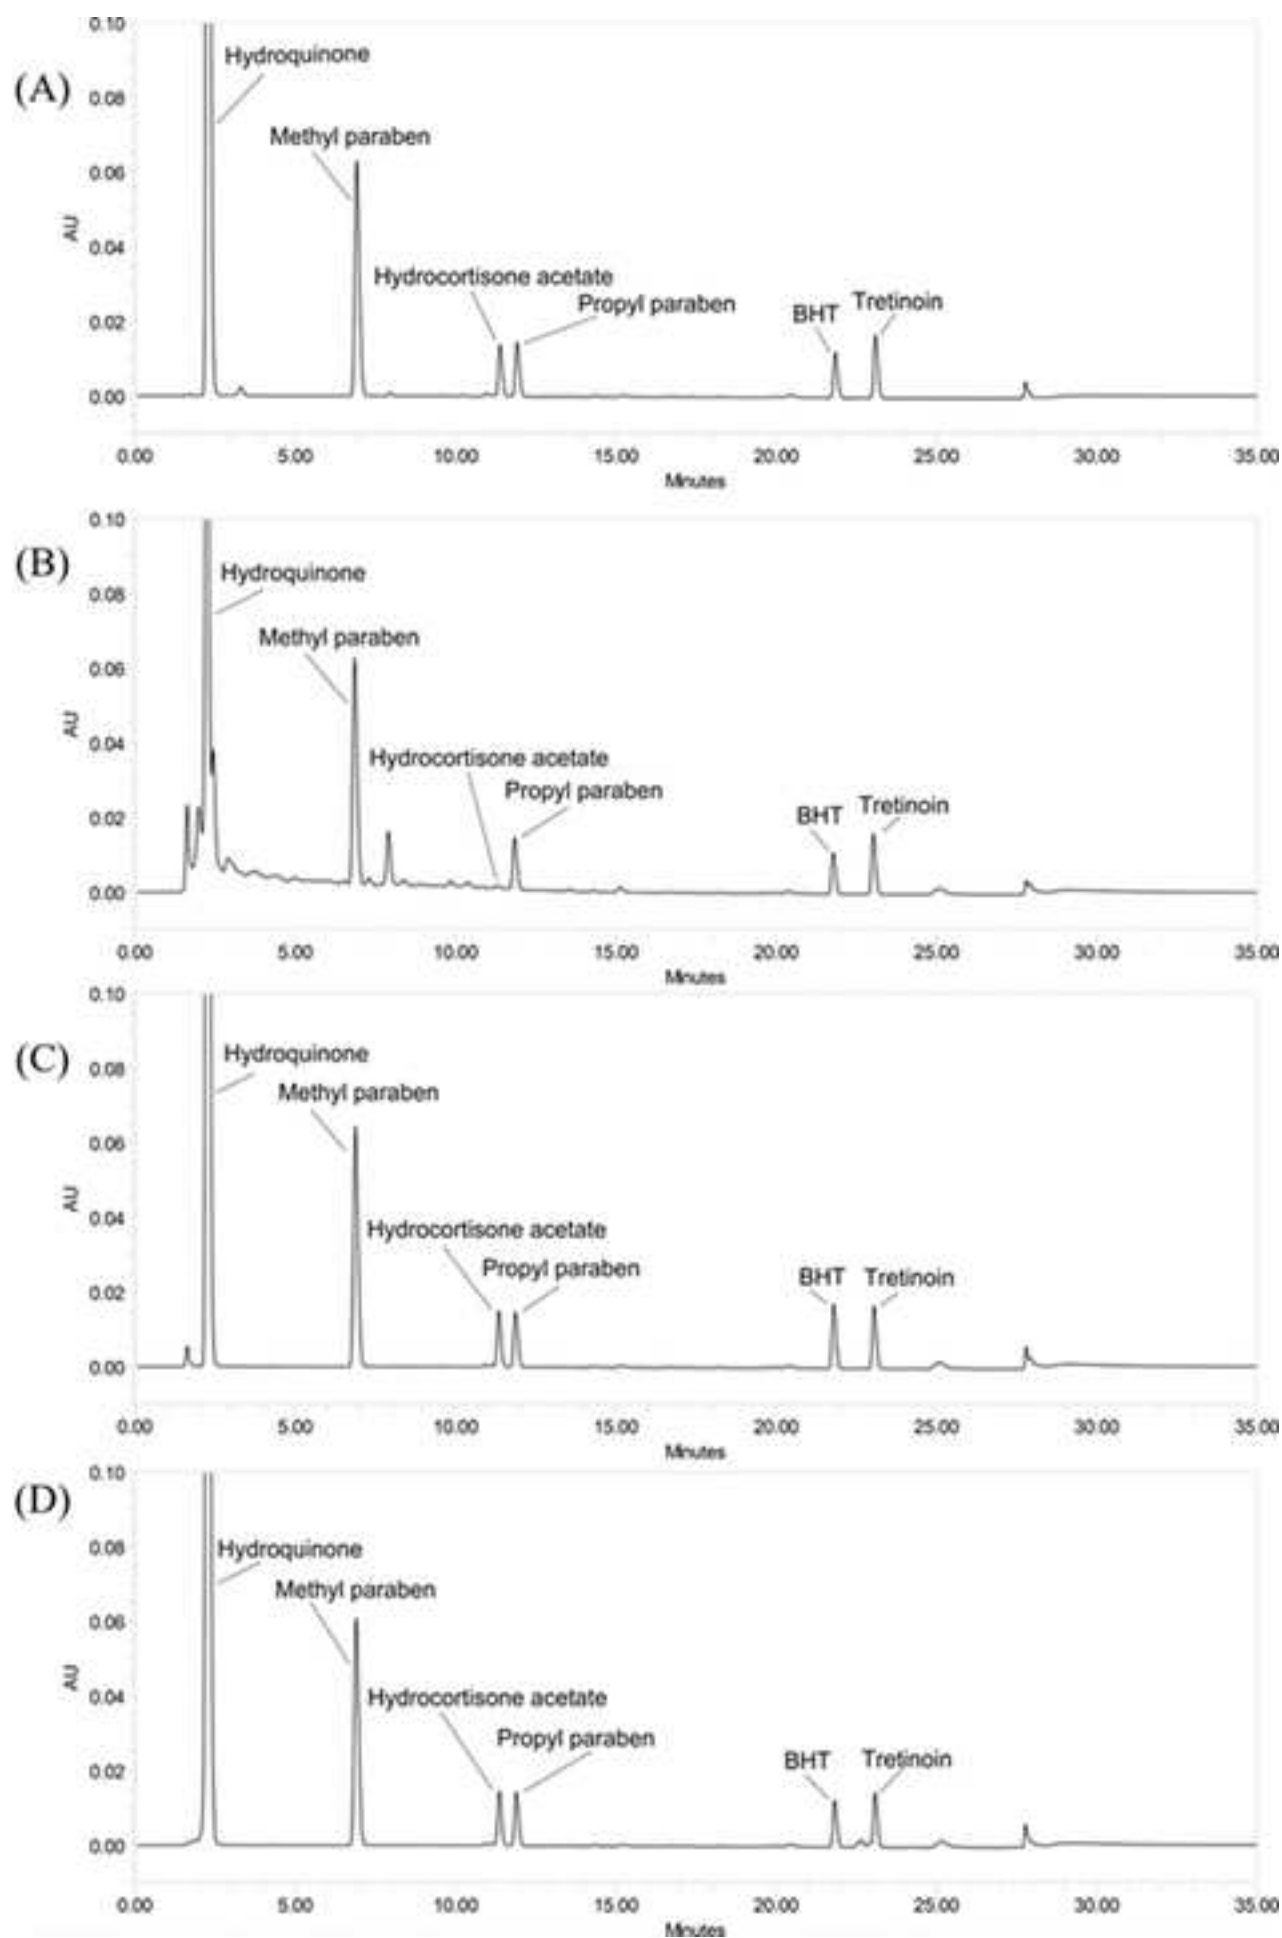 (A)
0.10
Hydroquinone
0.08
Methyl paraben
0.06
AU
0.04
Hydrocortisone acetate
Propyl paraben
0.02
BHT
Tretinoin
0.00
0.00 5.00 10.00 15.00 20.00 25.00 30.00 35.00
Minutes
(B)
0.10
Hydroquinone
0.08
Methyl paraben
0.06
AU
0.04
Hydrocortisone acetate
Propyl paraben
0.02
BHT
Tretinoin
0.00
0.00 5.00 10.00 15.00 20.00 25.00 30.00 35.00
Minutes
(C)
0.10
Hydroquinone
0.08
Methyl paraben
0.06
AU
0.04
Hydrocortisone acetate
Propyl paraben
BHT
Tretinoin
0.02
0.00
0.00 5.00 10.00 15.00 20.00 25.00 30.00 35.00
Minutes
(D)
0.10
Hydroquinone
0.08
Methyl paraben
0.06
AU
0.04
Hydrocortisone acetate
Propyl paraben
BHT
Tretinoin
0.02
0.00
0.00 5.00 10.00 15.00 20.00 25.00 30.00 35.00
Minutes